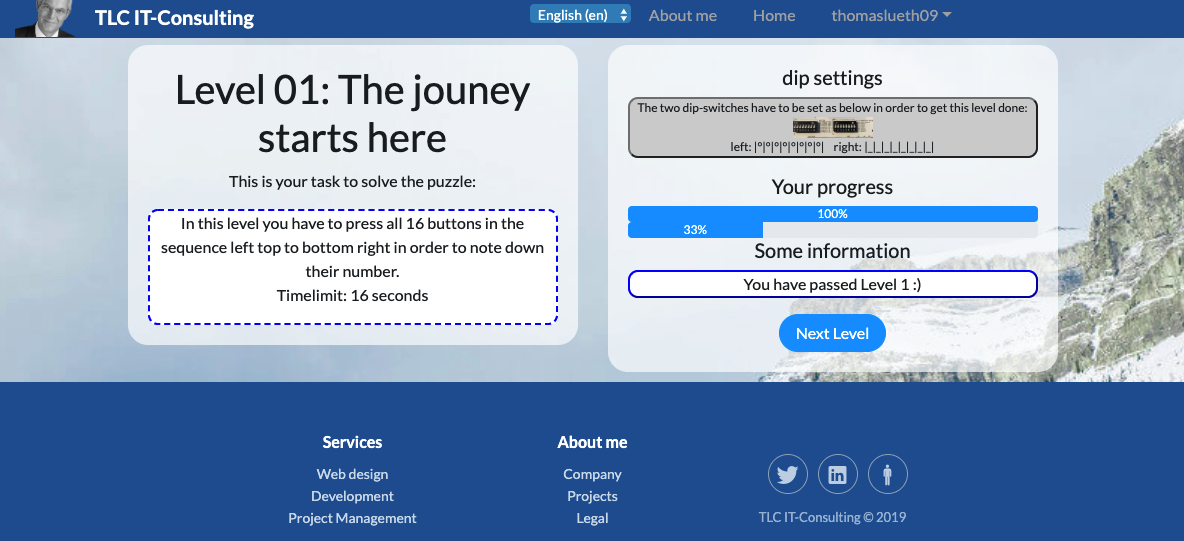 TLC IT-Consulting
English (en)
About me
Home
thomaslueth09
Level 01: The jouney
starts here
This is your task to solve the puzzle:
In this level you have to press all 16 buttons in the
sequence left top to bottom right in order to note down
their number.
Timelimit: 16 seconds
dip settings
The two dip-switches have to be set as below in order to get this level done:
left: |°|°|°|°|°|°|°|°| right: |_|_|_|_|_|_|_|_|
Your progress
100%
33%
Some information
You have passed Level 1 :)
Next Level
Services
Web design
Development
Project Management
About me
Company
Projects
Legal
TLC IT-Consulting © 2019